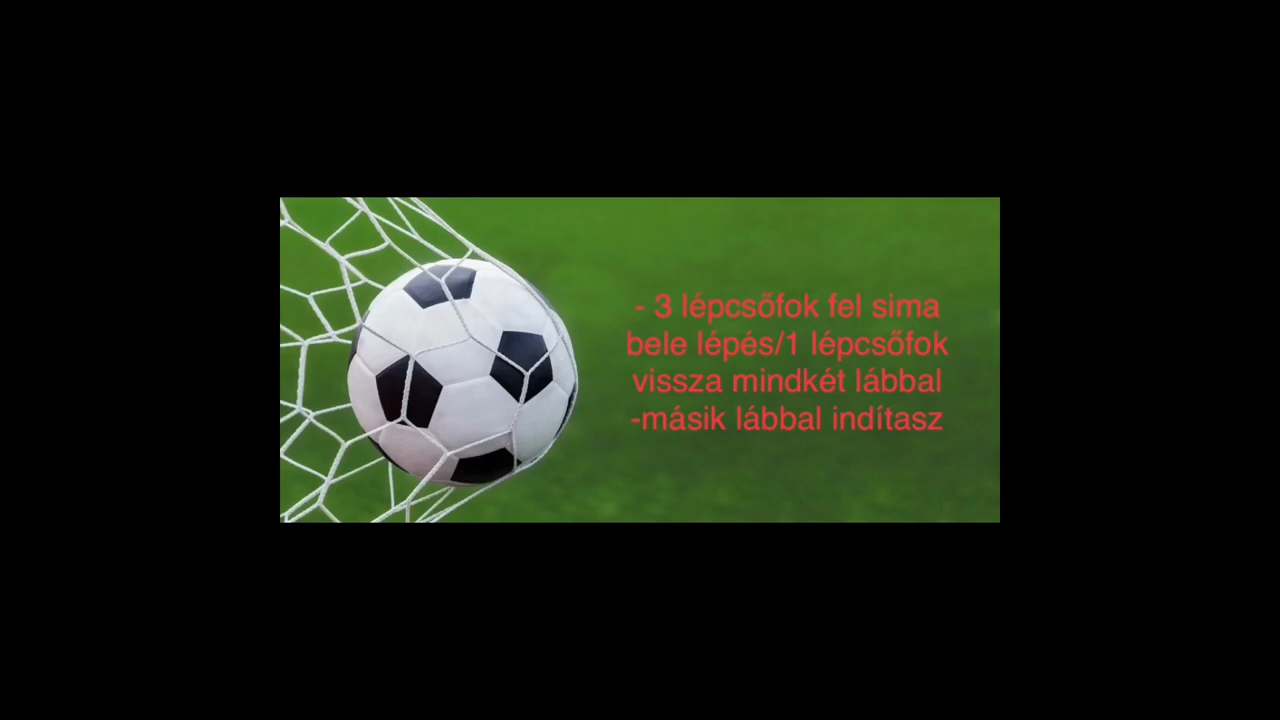 - 3 lépcsőfok fel sima
bele lépés/1 lépcsőfok
vissza mindkét lábbal
-másik lábbal indítasz